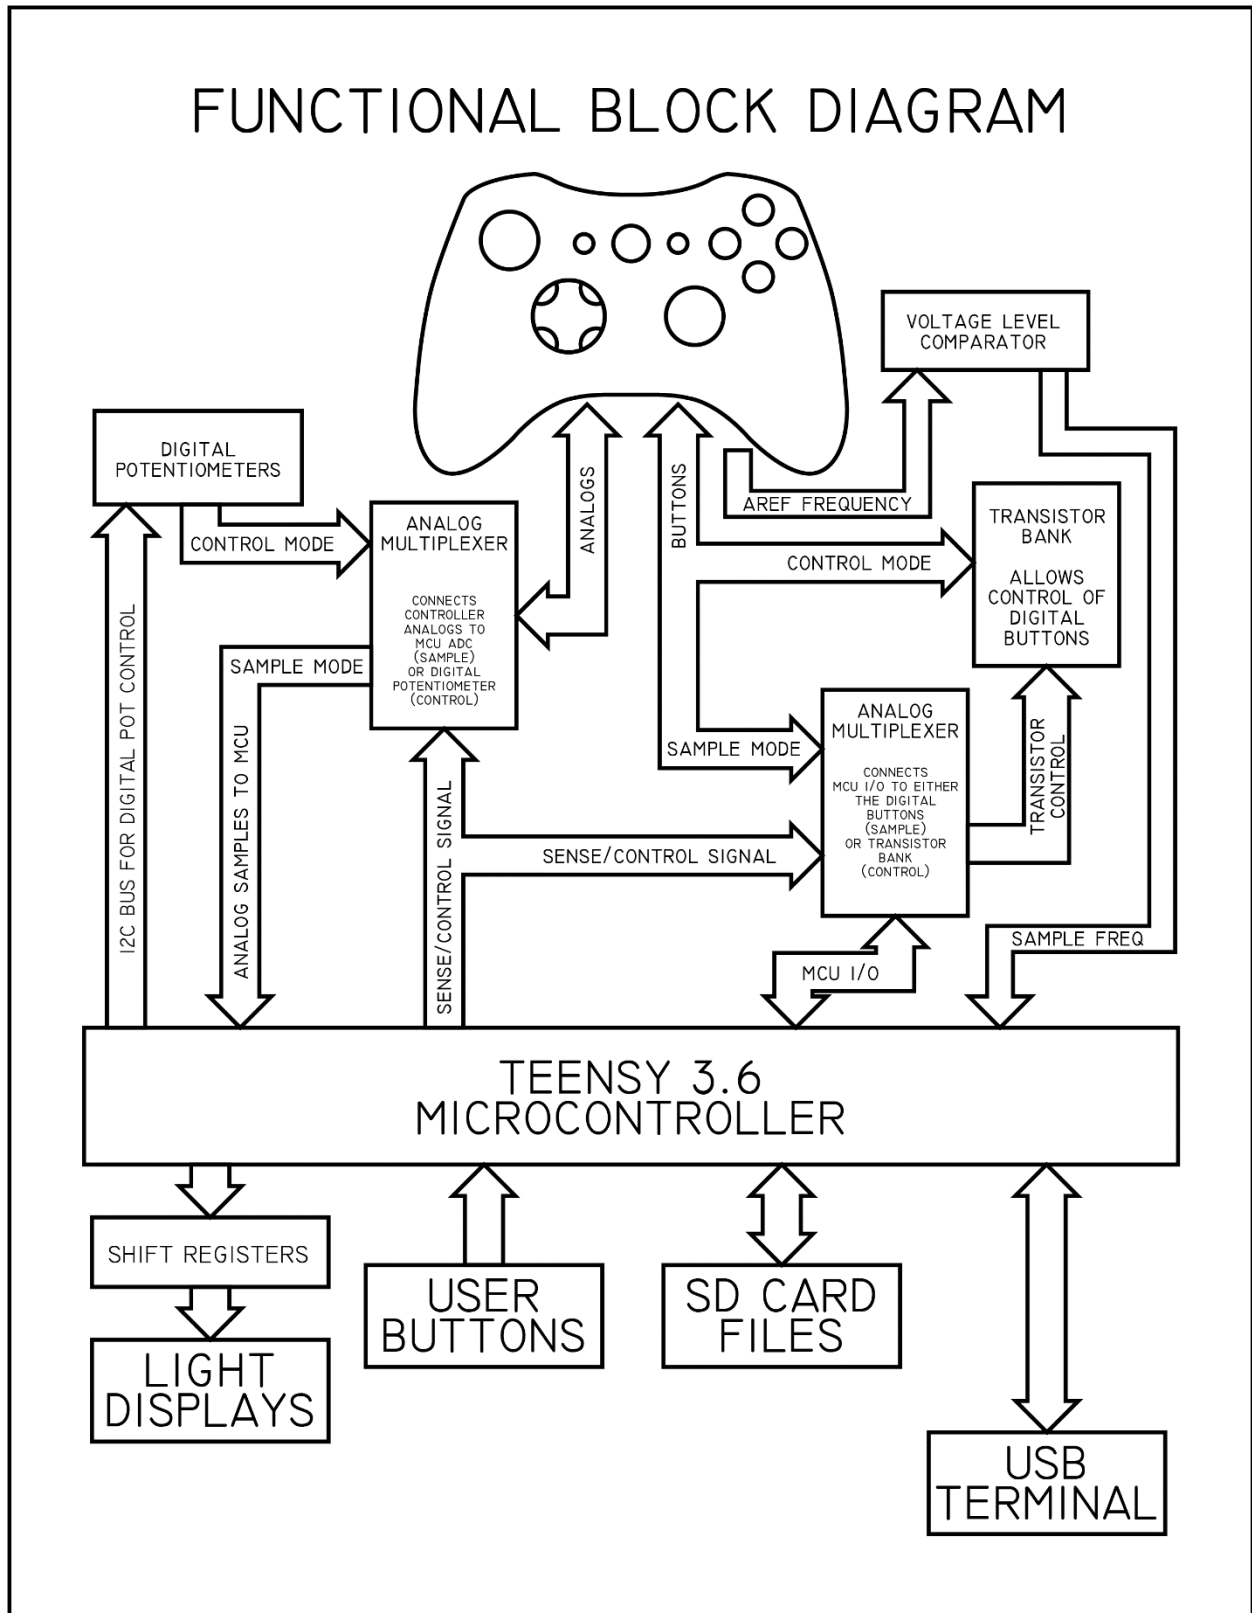 FUNCTIONAL BLOCK DIAGRAM
VOLTAGE LEVEL
COMPARATOR
DIGITAL
POTENTIOMETERS
CONTROL MODE
ANALOG
MULTIPLEXER
CONNECTS
CONTROLLER
ANALOGS TO
MCU ADC
(SAMPLE)
OR DIGITAL
POTENTIOMETER
(CONTROL)
ANALOGS
BUTTONS
AREF FREQUENCY
CONTROL MODE
TRANSISTOR
BANK
ALLOWS
CONTROL OF
DIGITAL
BUTTONS
I2C BUS FOR DIGITAL POT CONTROL
SAMPLE MODE
ANALOG SAMPLES TO MCU
SENSE/CONTROL SIGNAL
SENSE/CONTROL SIGNAL
SAMPLE MODE
ANALOG
MULTIPLEXER
CONNECTS
MCU I/O TO EITHER
THE DIGITAL
BUTTONS
(SAMPLE)
OR TRANSISTOR
BANK
(CONTROL)
TRANSISTOR
CONTROL
MCU I/O
SAMPLE FREQ
TEENSY 3.6
MICROCONTROLLER
SHIFT REGISTERS
LIGHT
DISPLAYS
USER
BUTTONS
SD CARD
FILES
USB
TERMINAL